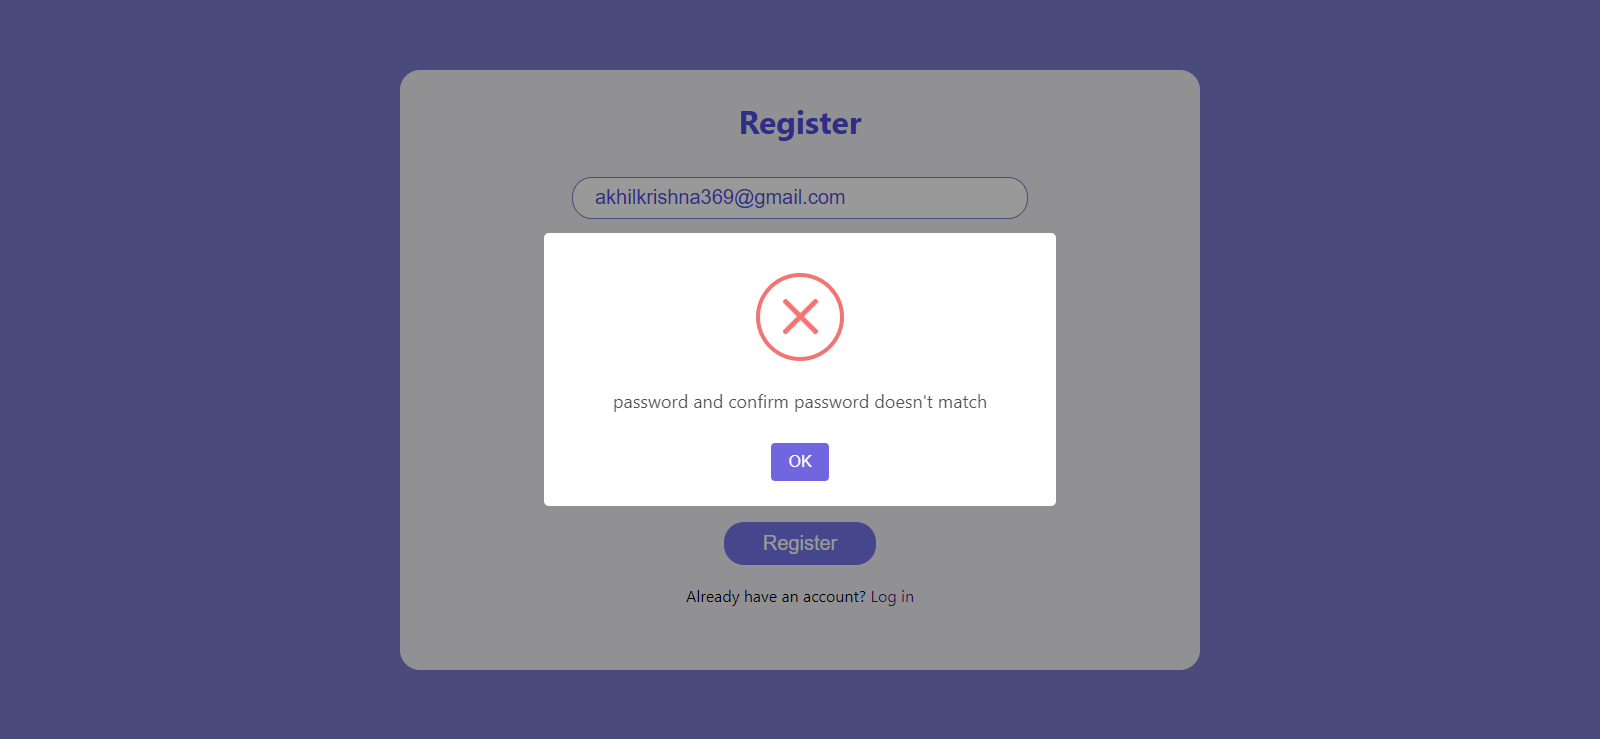 Register
akhilkrishna369@gmail.com
password and confirm password doesn't match
OK
Register
Already have an account? Log in